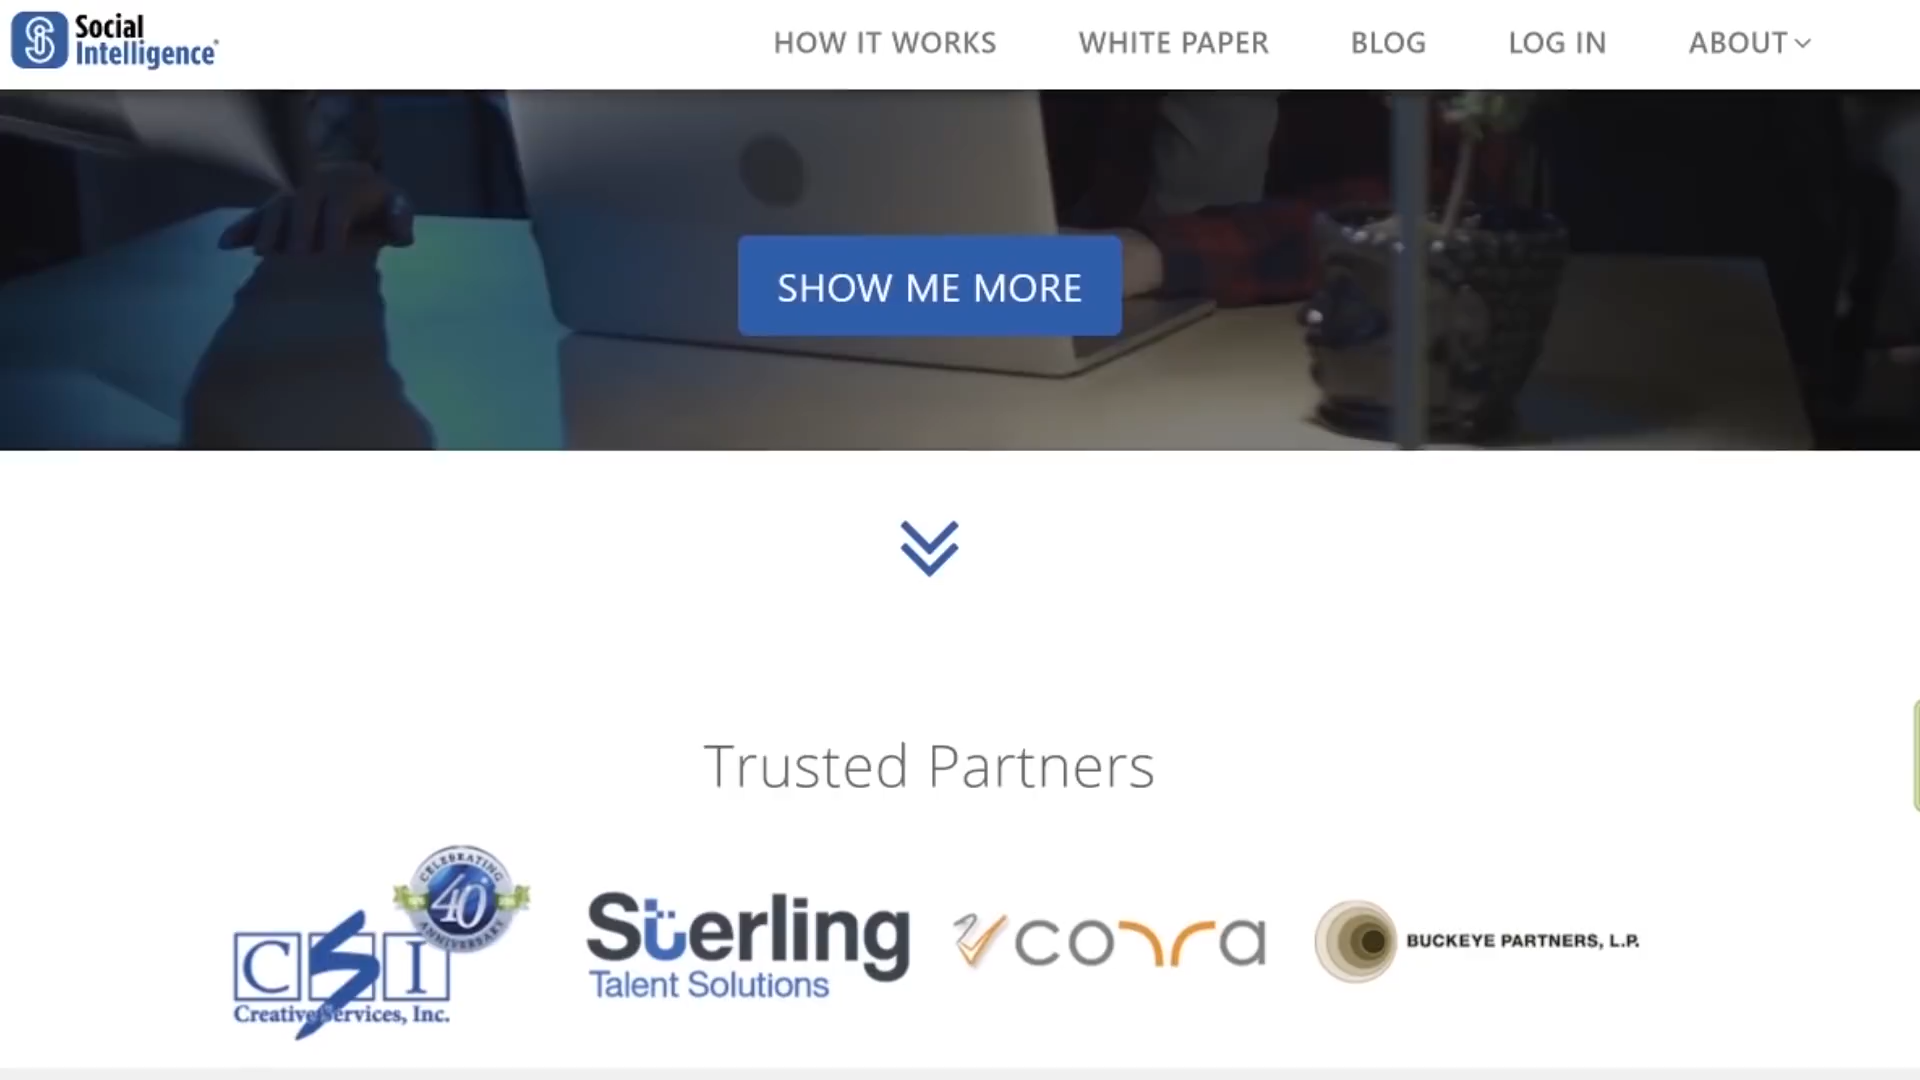 Social
Intelligence
HOW IT WORKS
WHITE PAPER
BLOG
LOG IN
ABOUT
SHOW ME MORE
Trusted Partners
CELEBRATING
40
ANNIVERSARY
CSI
Creative Services, Inc.
Sterling
Talent Solutions
corra
BUCKEYE PARTNERS, L.P.